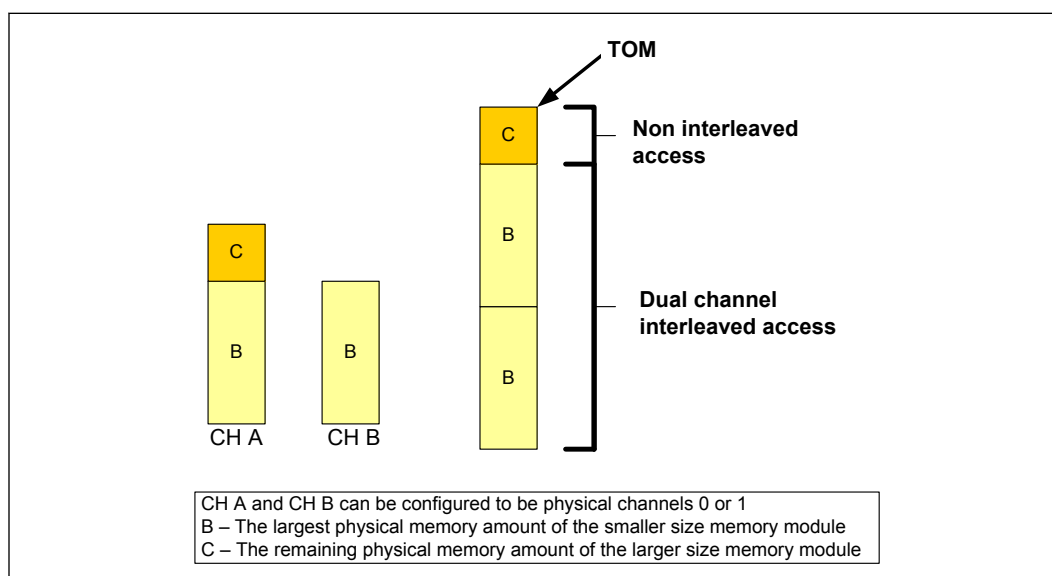 TOM
C
Non interleaved
access
C
B
B
B
Dual channel
interleaved access
B
CH A
CH B
CH A and CH B can be configured to be physical channels 0 or 1
B – The largest physical memory amount of the smaller size memory module
C – The remaining physical memory amount of the larger size memory module